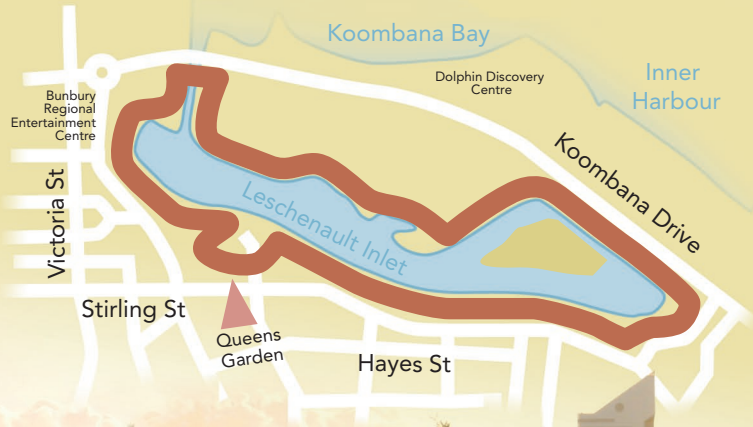 Koombana Bay
Dolphin Discovery
Centre
Inner
Harbour
Bunbury
Regional
Entertainment
Centre
Koombana Drive
Victoria St
Leschenault Inlet
Stirling St
Queens
Garden
Hayes St